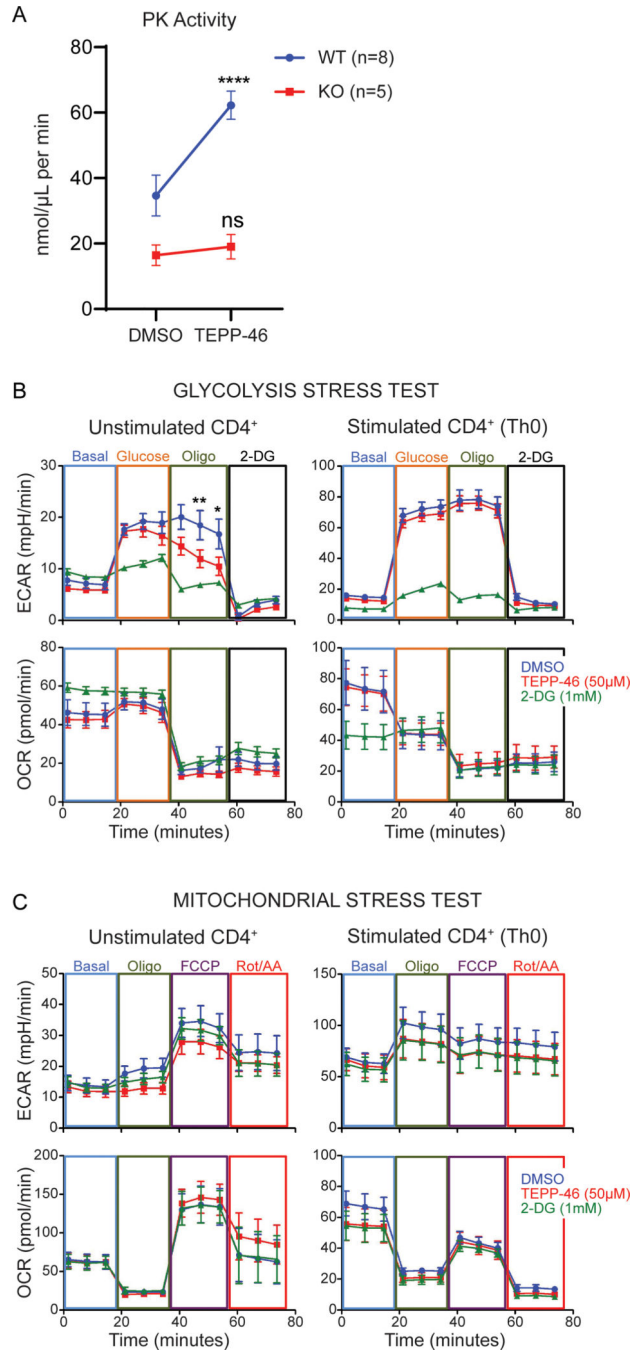 A
PK Activity
80
60
40
20
0
nmol/µL per min
****
ns
DMSO
TEPP-46
WT (n=8)
KO (n=5)
B
GLYCOLYSIS STRESS TEST
Unstimulated CD4⁺
Stimulated CD4⁺ (Th0)
Basal
Glucose
Oligo
2-DG
30
20
10
0
ECAR (mpH/min)
**
*
Basal
Glucose
Oligo
2-DG
100
80
60
40
20
0
80
60
40
20
0
OCR (pmol/min)
0
20
40
60
80
Time (minutes)
100
80
60
40
20
0
DMSO
TEPP-46 (50µM)
2-DG (1mM)
0
20
40
60
80
Time (minutes)
C
MITOCHONDRIAL STRESS TEST
Unstimulated CD4⁺
Stimulated CD4⁺ (Th0)
Basal
Oligo
FCCP
Rot/AA
50
40
30
20
10
0
ECAR (mpH/min)
Basal
Oligo
FCCP
Rot/AA
150
100
50
0
200
150
100
50
0
OCR (pmol/min)
0
20
40
60
80
Time (minutes)
100
80
60
40
20
0
DMSO
TEPP-46 (50µM)
2-DG (1mM)
0
20
40
60
80
Time (minutes)